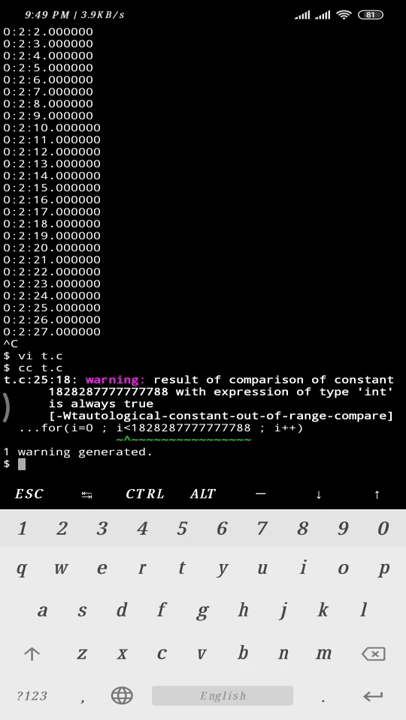 9:49 PM | 3.9KB/s 81
0:2:2.000000
0:2:3.000000
0:2:4.000000
0:2:5.000000
0:2:6.000000
0:2:7.000000
0:2:8.000000
0:2:9.000000
0:2:10.000000
0:2:11.000000
0:2:12.000000
0:2:13.000000
0:2:14.000000
0:2:15.000000
0:2:16.000000
0:2:17.000000
0:2:18.000000
0:2:19.000000
0:2:20.000000
0:2:21.000000
0:2:22.000000
0:2:23.000000
0:2:24.000000
0:2:25.000000
0:2:26.000000
0:2:27.000000
^C
$ vi t.c
$ cc t.c
t.c:25:18: warning: result of comparison of constant
1828287777777788 with expression of type 'int'
is always true
[-Wtautological-constant-out-of-range-compare]
...for(i=0 ; i<1828287777777788 ; i++)
~^~~~~~~~~~~~~~~~~
1 warning generated.
$
ESC ↹ CTRL ALT — ↓ ↑
1 2 3 4 5 6 7 8 9 0
q w e r t y u i o p
a s d f g h j k l
z x c v b n m
?123 , English .